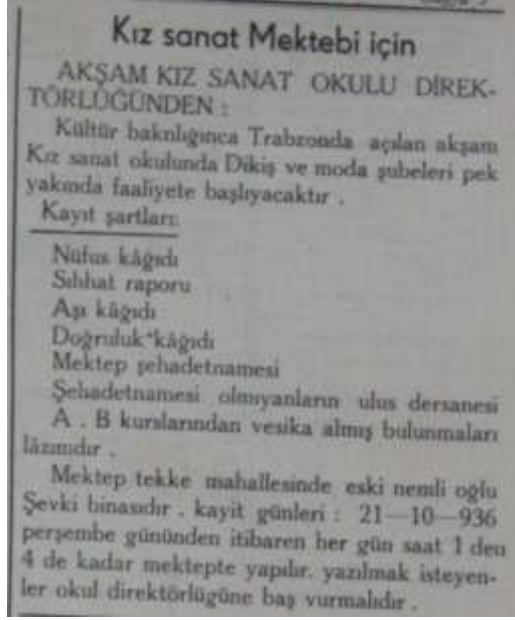 Kız sanat Mektebi için
AKŞAM KIZ SANAT OKULU DİREK-
TÖRLÜĞÜNDEN :
Kültür baknlığınca Trabzonda açılan akşam
Kız sanat okulunda Dikiş ve moda şubeleri pek
yakında faaliyete başlıyacaktır .
Kayıt şartları:
Nüfus kâğıdı
Sıhhat raporu
Aşı kâğıdı
Doğruluk kâğıdı
Mektep şehadetnamesi
Şehadetnamesi olmıyanların ulus dersanesi
A . B kurslarından vesika almış bulunmaları
lâzımdır .
Mektep tekke mahallesinde eski nemli oğlu
Şevki binasıdır . kayit günleri : 21—10—936
perşembe gününden itibaren her gün saat 1 den
4 de kadar mektepte yapılır. yazılmak isteyen-
ler okul direktörlügüne baş vurmalıdır .